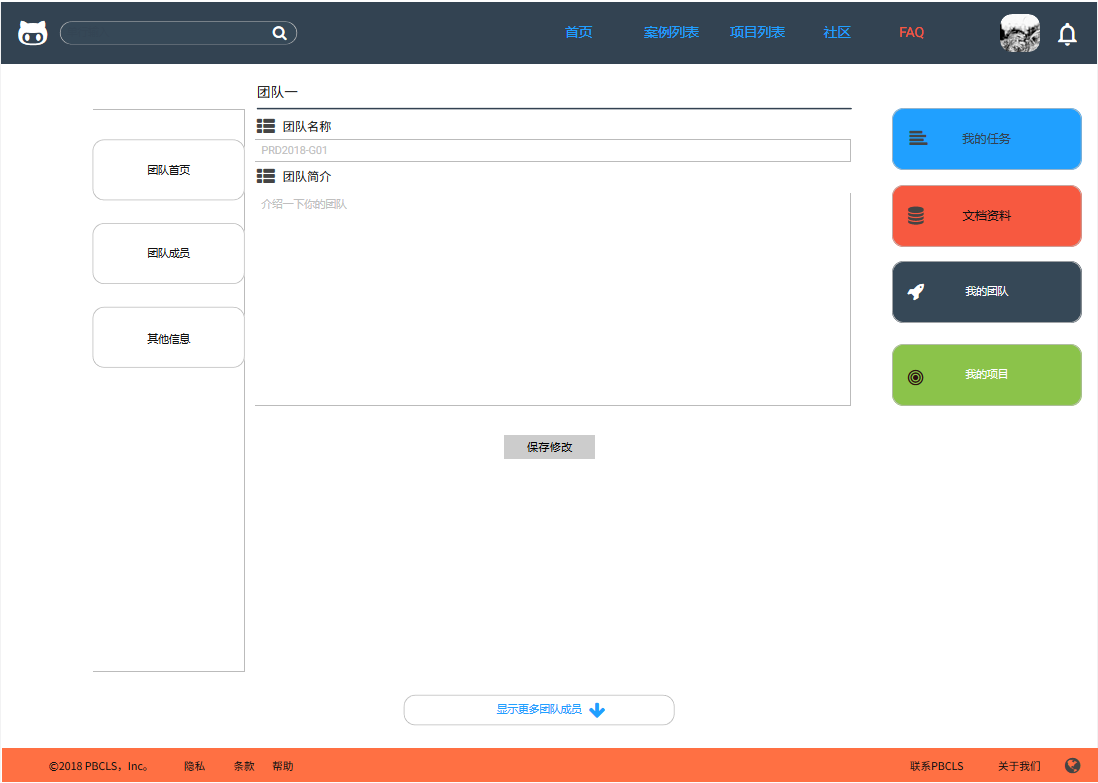 首页 案例列表 项目列表 社区 FAQ
团队一
团队名称
PRD2018-G01
团队简介
介绍一下你的团队
保存修改
团队首页
团队成员
其他信息
我的任务
文档资料
我的团队
我的项目
显示更多团队成员
©2018 PBCLS，Inc。 隐私 条款 帮助 联系PBCLS 关于我们